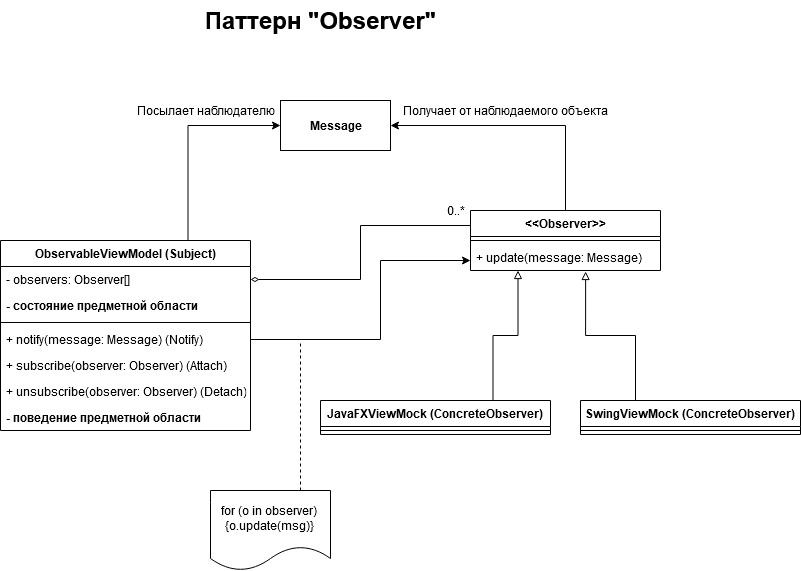 Паттерн "Observer"
Посылает наблюдателю
Message
Получает от наблюдаемого объекта
0..*
<<Observer>>
+ update(message: Message)
ObservableViewModel (Subject)
- observers: Observer[]
- состояние предметной области
+ notify(message: Message) (Notify)
+ subscribe(observer: Observer) (Attach)
+ unsubscribe(observer: Observer) (Detach)
- поведение предметной области
JavaFXViewMock (ConcreteObserver)
SwingViewMock (ConcreteObserver)
for (o in observer)
{o.update(msg)}